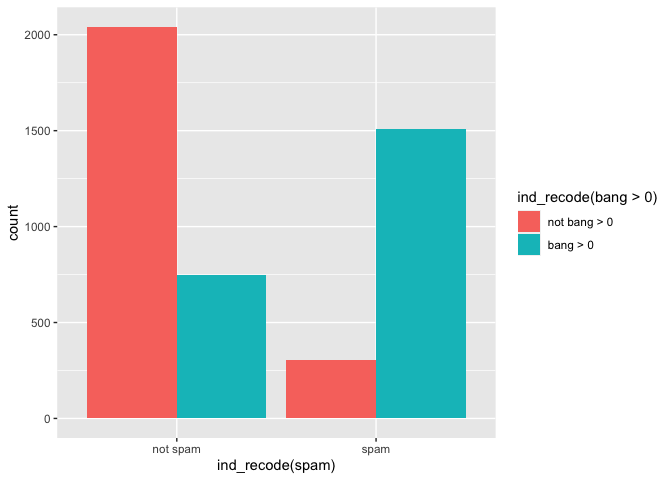 2000
1500
1000
500
0
count
not spam
spam
ind_recode(spam)
ind_recode(bang > 0)
not bang > 0
bang > 0